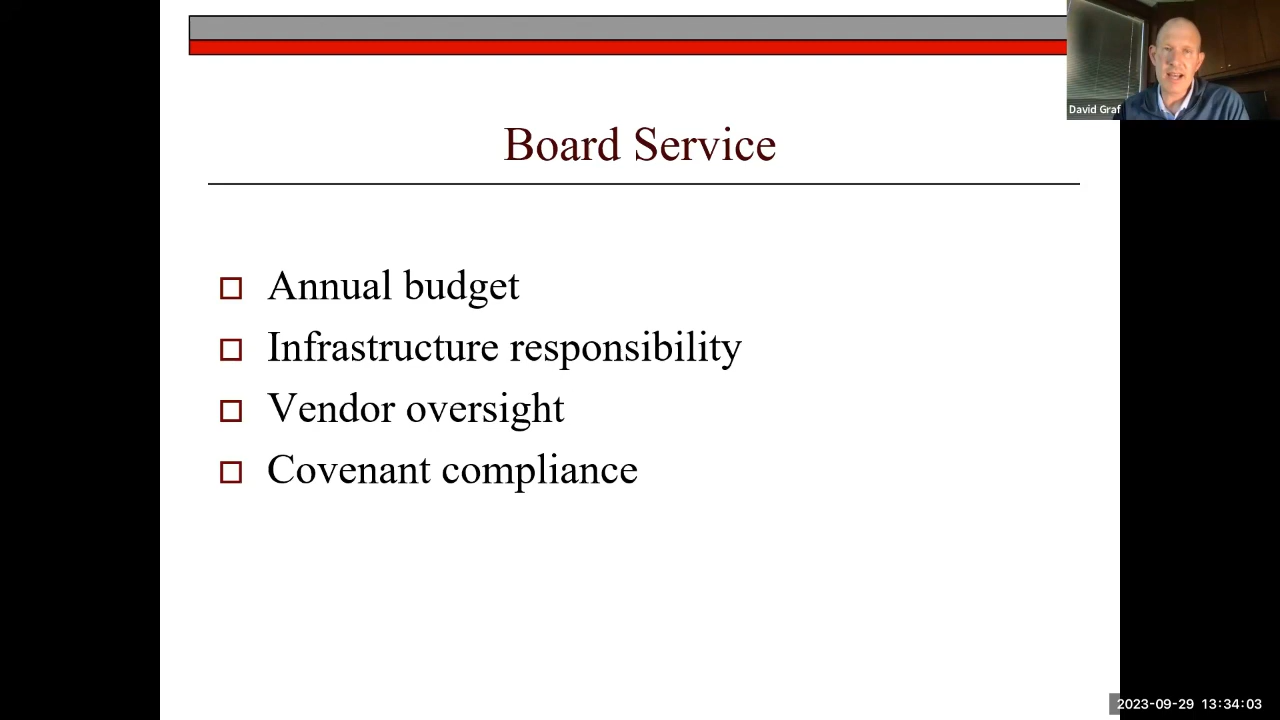 David Graf
Board Service
Annual budget
Infrastructure responsibility
Vendor oversight
Covenant compliance
2023-09-29 13:34:03